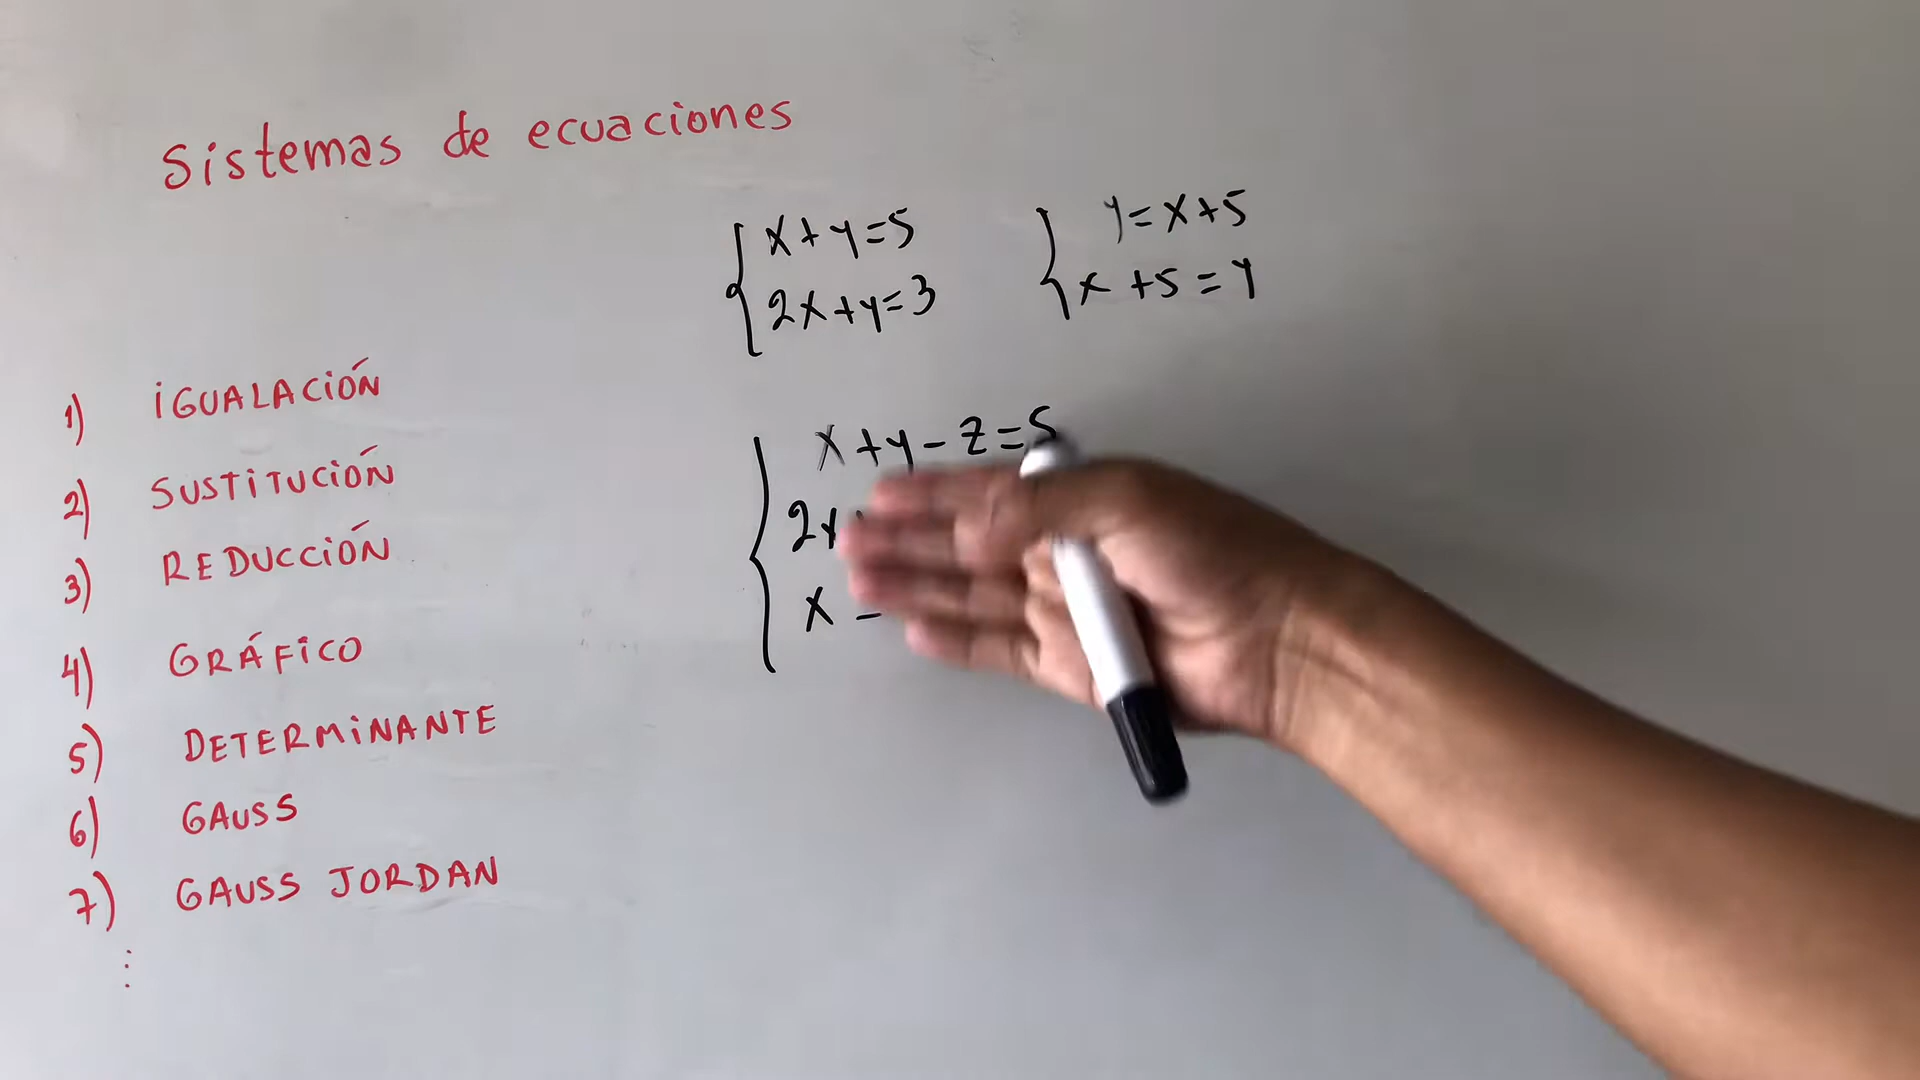 Sistemas de ecuaciones
x+y=5
2x+y=3
y=x+5
x+5=y
1) IGUALACIÓN
2) SUSTITUCIÓN
3) REDUCCIÓN
4) GRÁFICO
5) DETERMINANTE
6) GAUSS
7) GAUSS JORDAN
⋮
x+y-z=5
2x
x -